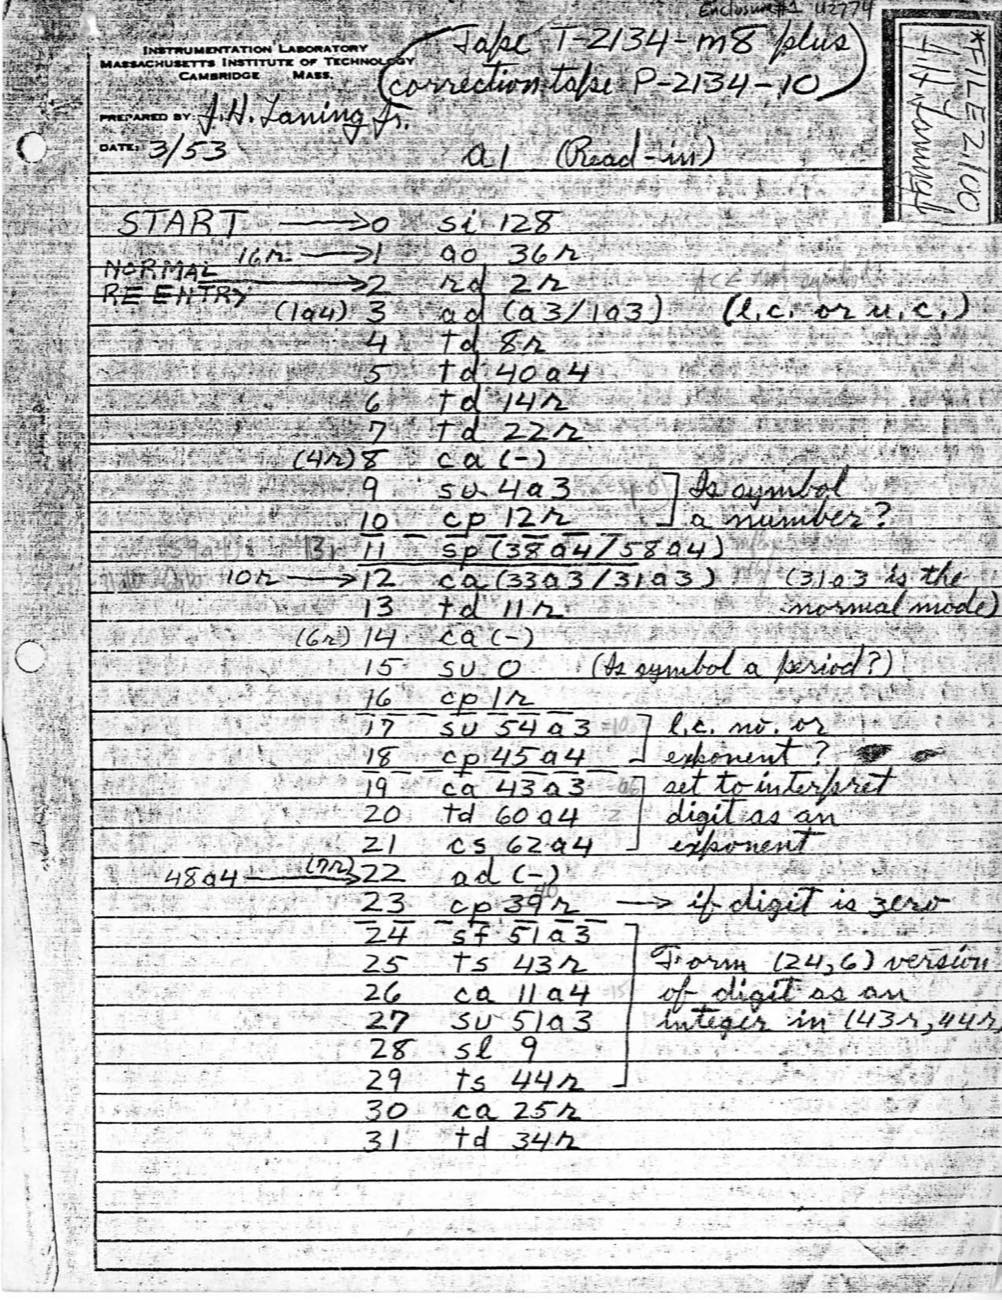 Enclosure #1 M2774
INSTRUMENTATION LABORATORY
MASSACHUSETTS INSTITUTE OF TECHNOLOGY
CAMBRIDGE MASS.
Tape T-2134-m8 plus
correction tape P-2134-10
PREPARED BY: J.H. Laning Jr.
DATE: 3/53
a1 (Read-in)
*FILE 2.100
START → 0 si 128
16r → 1 ao 36r
NORMAL REENTRY → 2 rd 2r
(1a4) 3 ad (a3/1a3) (l.c. or u.c.)
4 td 8r
5 td 40a4
6 td 14r
7 td 22r
(4r) 8 ca (-)
9 su 4a3 ] Is symbol
10 cp 12r ] a number?
11 sp (38a4/58a4)
10r → 12 ca (33a3/31a3) (31a3 is the
13 td 11r normal mode)
(6r) 14 ca (-)
15 su 0 (Is symbol a period?)
16 cp 1r
17 su 54a3 ] l.c. no. or
18 cp 45a4 ] exponent?
19 ca 43a3 ] set to interpret
20 td 60a4 digit as an
21 cs 62a4 ] exponent
48a4 → (7r) 22 ad (-)
23 cp 39r → if digit is zero
24 sf 51a3
25 ts 43r Form (24,6) version
26 ca 11a4 of digit as an
27 su 51a3 integer in (43r, 44r)
28 sl 9
29 ts 44r
30 ca 25r
31 td 34r